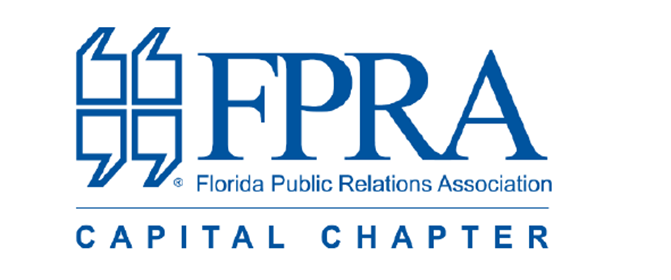 FPRA
® Florida Public Relations Association
CAPITAL CHAPTER